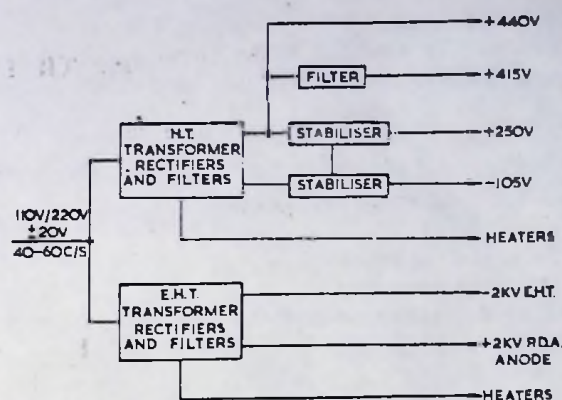 +440V
FILTER
+415V
H.T.
TRANSFORMER
RECTIFIERS
AND FILTERS
STABILISER
+250V
STABILISER
-105V
110V/220V
±20V
40-60C/S
HEATERS
E.H.T.
TRANSFORMER
RECTIFIERS
AND FILTERS
-2KV E.H.T.
+2KV P.D.A.
ANODE
HEATERS